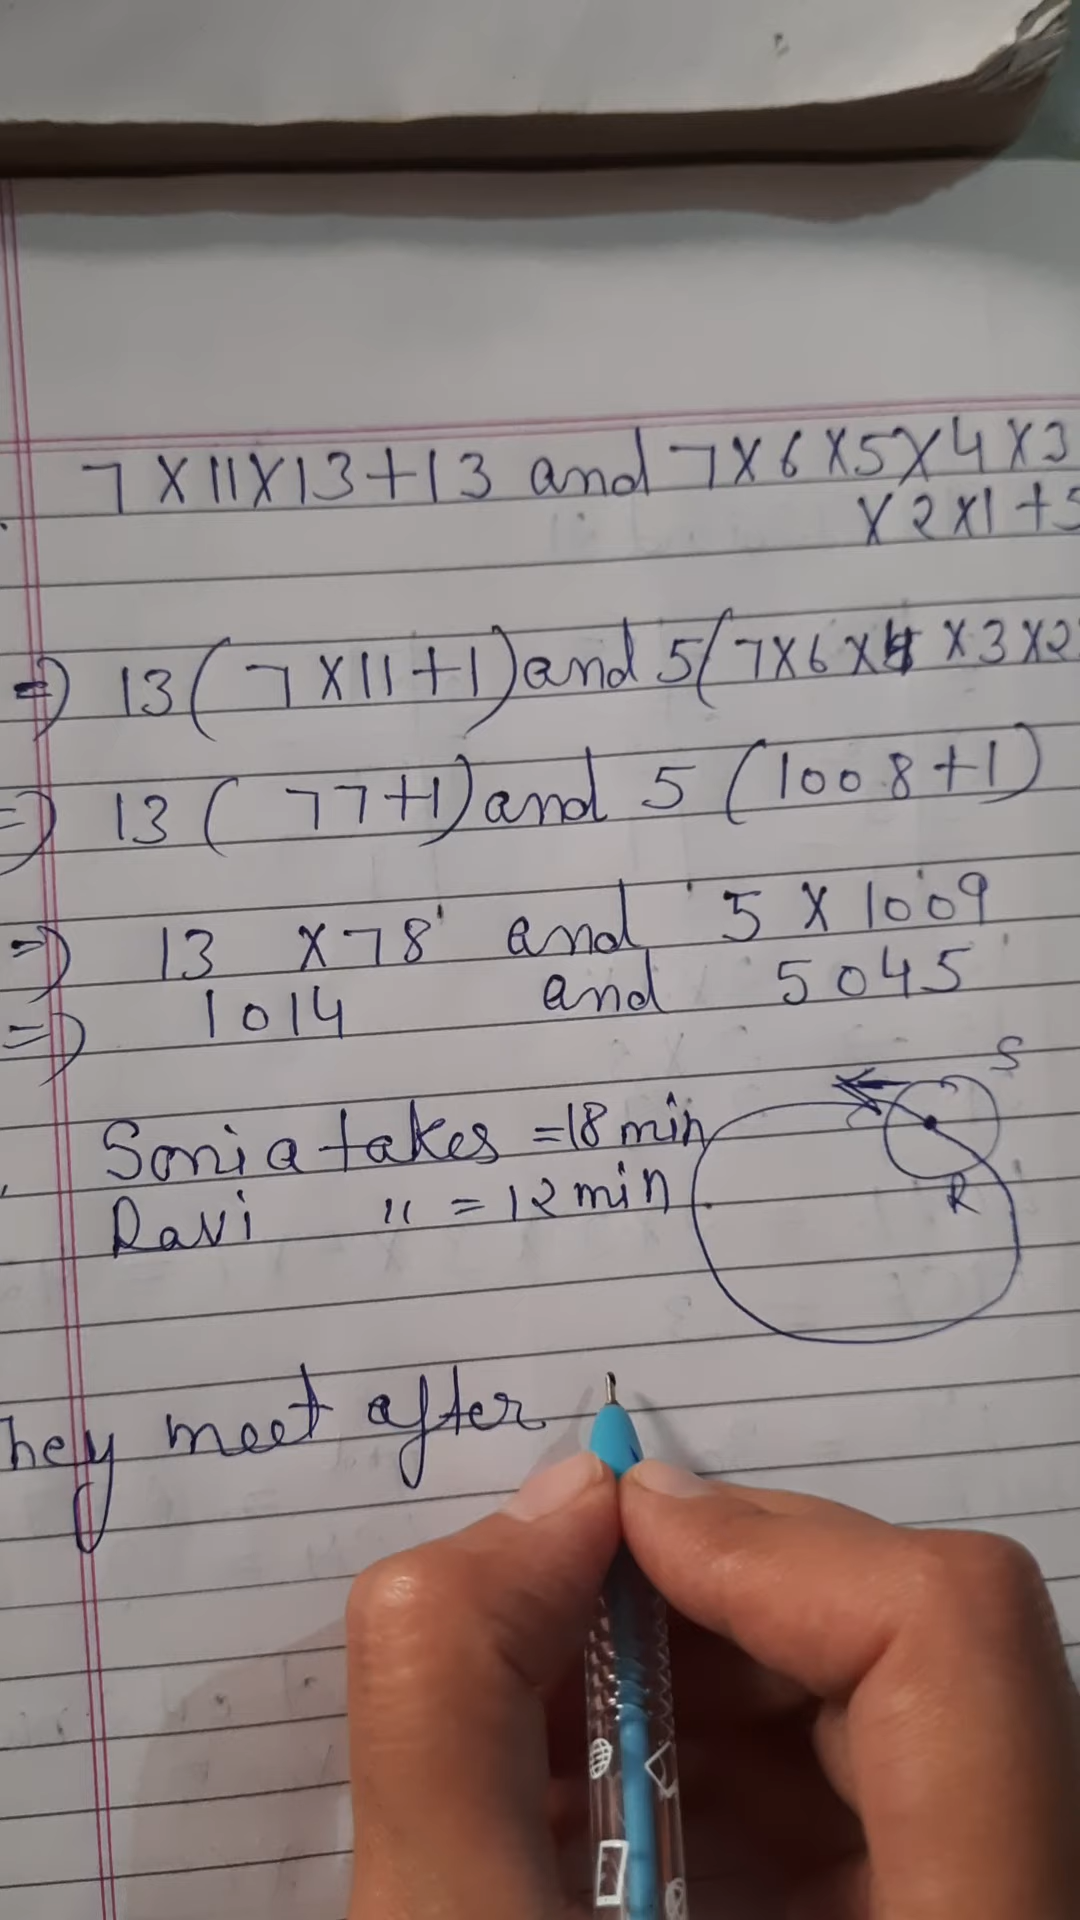 7 X 11 X 13 + 13 and 7 X 6 X 5 X 4 X 3
X 2 X 1 + 5
=) 13 ( 7 X 11 + 1 ) and 5 ( 7 X 6 X 4 X 3 X 2
=) 13 ( 77 + 1 ) and 5 ( 1008 + 1 )
=) 13 X 78 and 5 X 1009
=) 1014 and 5045
S
Sonia takes = 18 min
R
Ravi " = 12 min
hey meet after